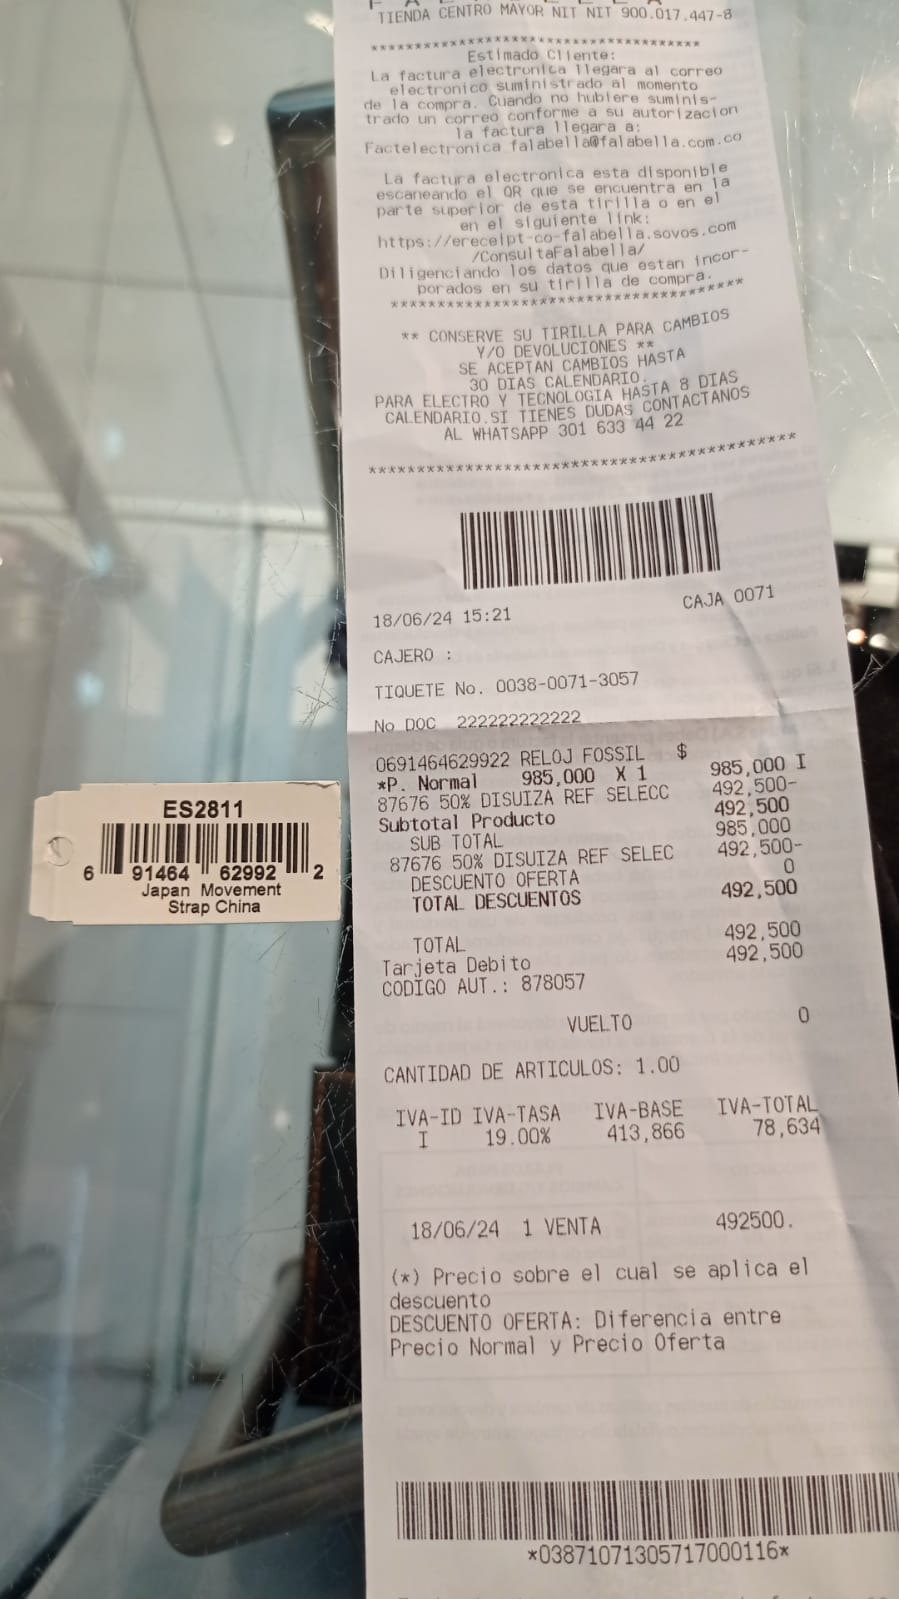 TIENDA CENTRO MAYOR NIT NIT 900.017.447-8
**************************************
Estimado Cliente:
La factura electronica llegara al correo
electronico suministrado al momento
de la compra. Cuando no hubiere suminis-
trado un correo conforme a su autorizacion
la factura llegara a:
Factelectronica_falabella@falabella.com.co
La factura electronica esta disponible
escaneando el QR que se encuentra en la
parte superior de esta tirilla o en el
en el siguiente link:
https://ereceipt-co-falabella.sovos.com
/ConsultaFalabella/
Diligenciando los datos que estan incor-
porados en su tirilla de compra.
**************************************
** CONSERVE SU TIRILLA PARA CAMBIOS
Y/O DEVOLUCIONES **
SE ACEPTAN CAMBIOS HASTA
30 DIAS CALENDARIO.
PARA ELECTRO Y TECNOLOGIA HASTA 8 DIAS
CALENDARIO.SI TIENES DUDAS CONTACTANOS
AL WHATSAPP 301 633 44 22
******************************************
18/06/24 15:21 CAJA 0071
CAJERO :
TIQUETE No. 0038-0071-3057
No DOC 222222222222
0691464629922 RELOJ FOSSIL $ 985,000 I
*P. Normal 985,000 X 1
87676 50% DISUIZA REF SELECC 492,500-
Subtotal Producto 492,500
SUB TOTAL 985,000
87676 50% DISUIZA REF SELEC 492,500-
DESCUENTO OFERTA 0
TOTAL DESCUENTOS 492,500
TOTAL 492,500
Tarjeta Debito 492,500
CODIGO AUT.: 878057
VUELTO 0
CANTIDAD DE ARTICULOS: 1.00
IVA-ID IVA-TASA IVA-BASE IVA-TOTAL
I 19.00% 413,866 78,634
18/06/24 1 VENTA 492500.
(*) Precio sobre el cual se aplica el
descuento
DESCUENTO OFERTA: Diferencia entre
Precio Normal y Precio Oferta
*038710713057170001​16*
ES2811
6 91464 62992 2
Japan Movement
Strap China